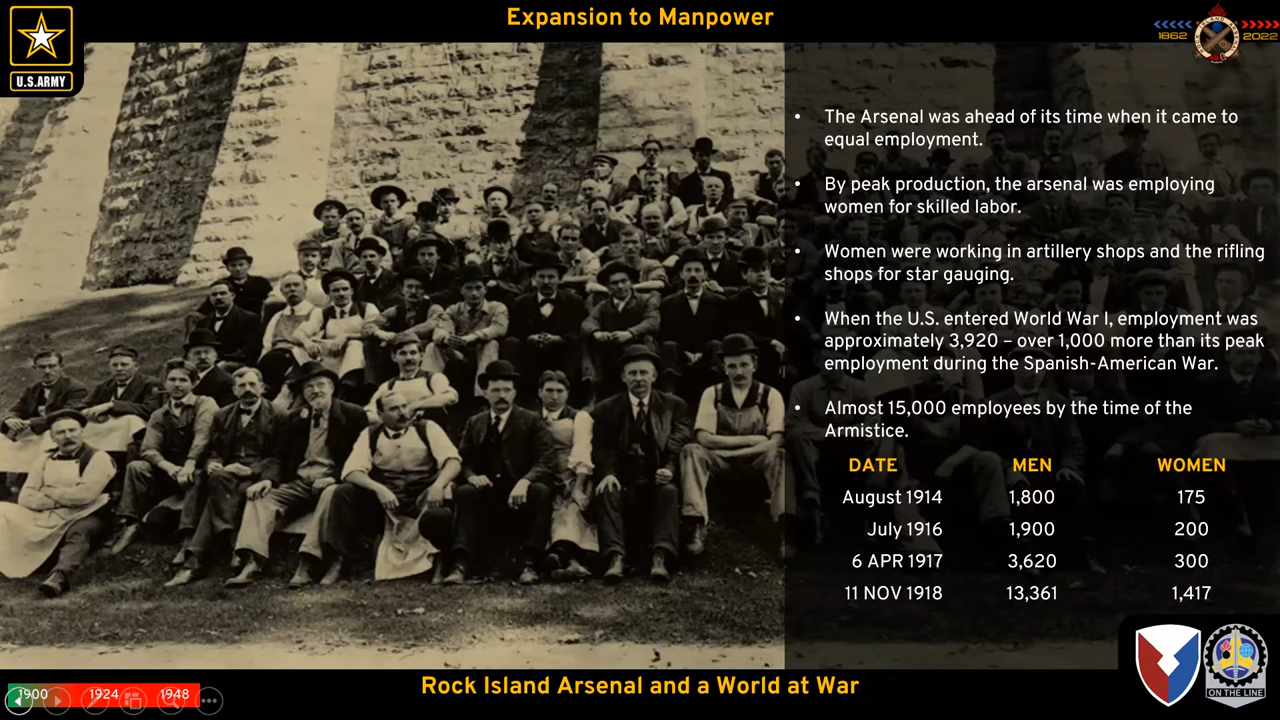 Expansion to Manpower
U.S.ARMY
1862
ROCK ISLAND ARSENAL
2022
• The Arsenal was ahead of its time when it came to
equal employment.
• By peak production, the arsenal was employing
women for skilled labor.
• Women were working in artillery shops and the rifling
shops for star gauging.
• When the U.S. entered World War I, employment was
approximately 3,920 – over 1,000 more than its peak
employment during the Spanish-American War.
• Almost 15,000 employees by the time of the
Armistice.
DATE MEN WOMEN
August 1914 1,800 175
July 1916 1,900 200
6 APR 1917 3,620 300
11 NOV 1918 13,361 1,417
ON THE LINE
1900 1924 1948
Rock Island Arsenal and a World at War